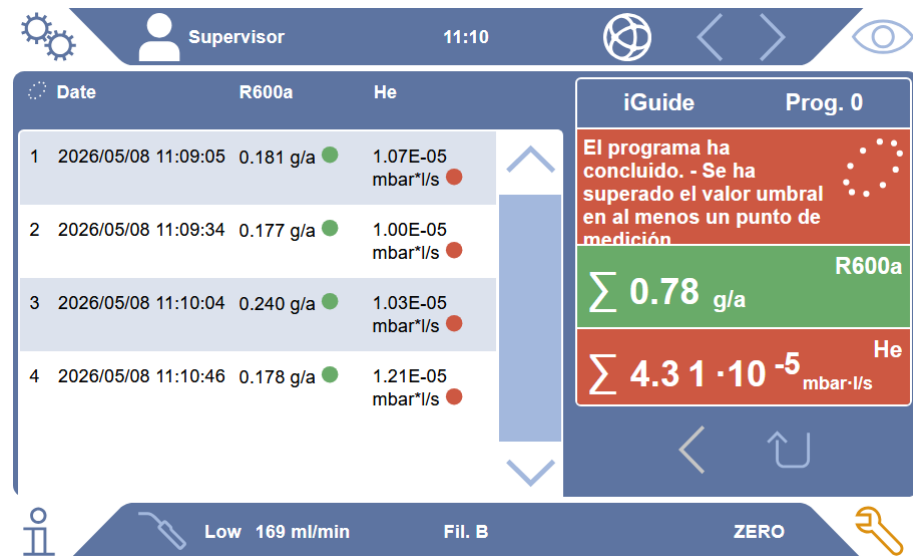 Supervisor 11:10
Date R600a He
1 2026/05/08 11:09:05 0.181 g/a 1.07E-05
mbar*l/s
2 2026/05/08 11:09:34 0.177 g/a 1.00E-05
mbar*l/s
3 2026/05/08 11:10:04 0.240 g/a 1.03E-05
mbar*l/s
4 2026/05/08 11:10:46 0.178 g/a 1.21E-05
mbar*l/s
iGuide Prog. 0
El programa ha
concluido. - Se ha
superado el valor umbral
en al menos un punto de
medición
R600a
∑ 0.78 g/a
He
∑ 4.31·10⁻⁵ mbar·l/s
Low 169 ml/min Fil. B ZERO